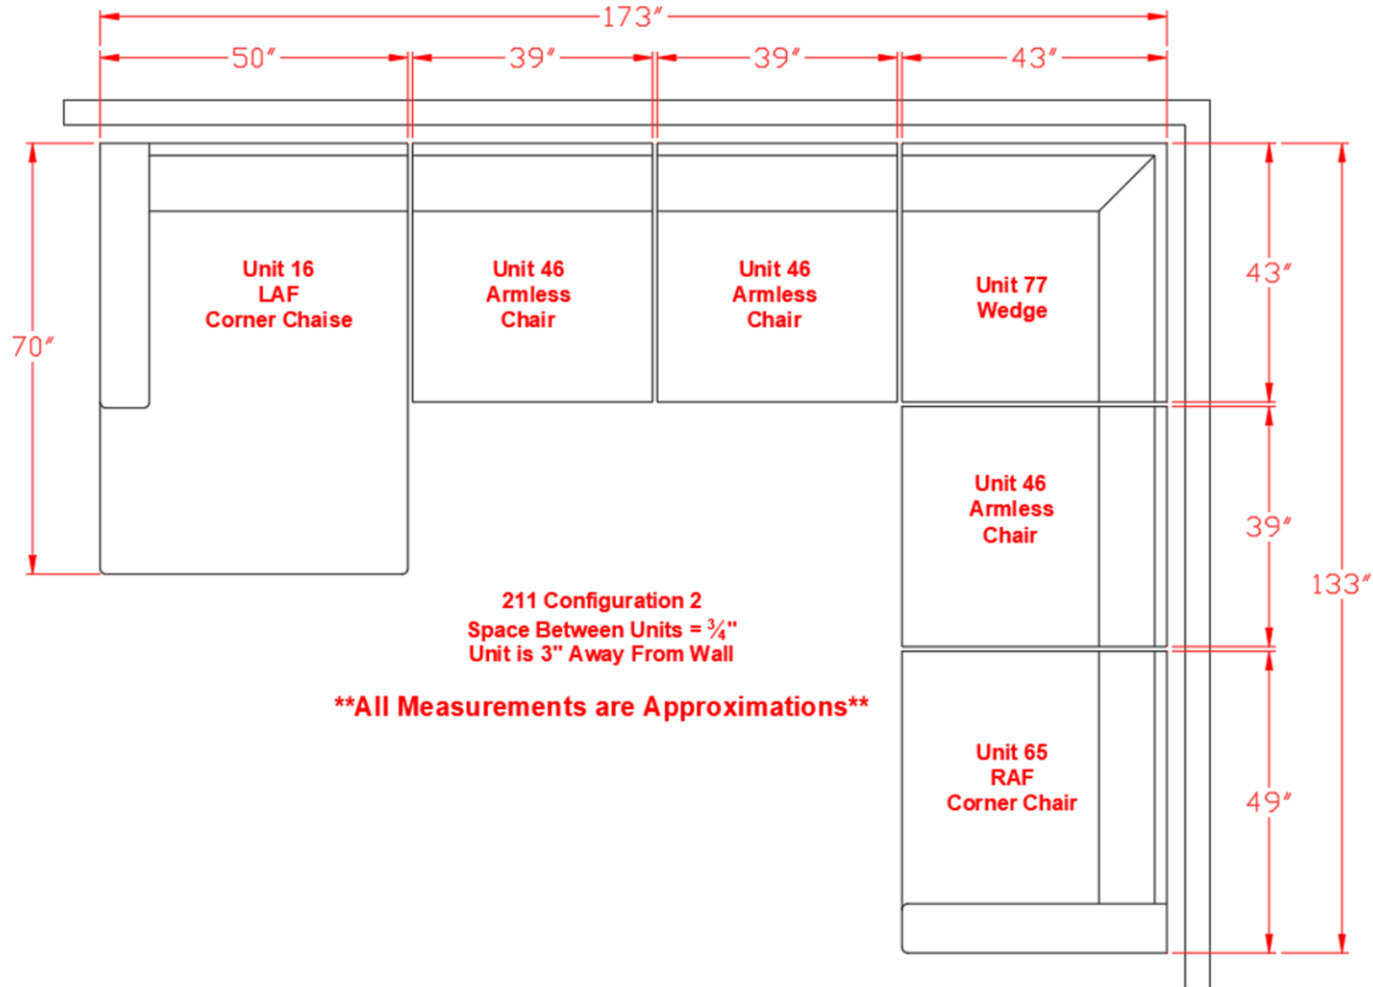 173″
50″ 39″ 39″ 43″
Unit 16
LAF
Corner Chaise
Unit 46
Armless
Chair
Unit 46
Armless
Chair
Unit 77
Wedge
43″
70″
Unit 46
Armless
Chair
39″
133″
211 Configuration 2
Space Between Units = ¾"
Unit is 3" Away From Wall
**All Measurements are Approximations**
Unit 65
RAF
Corner Chair
49″